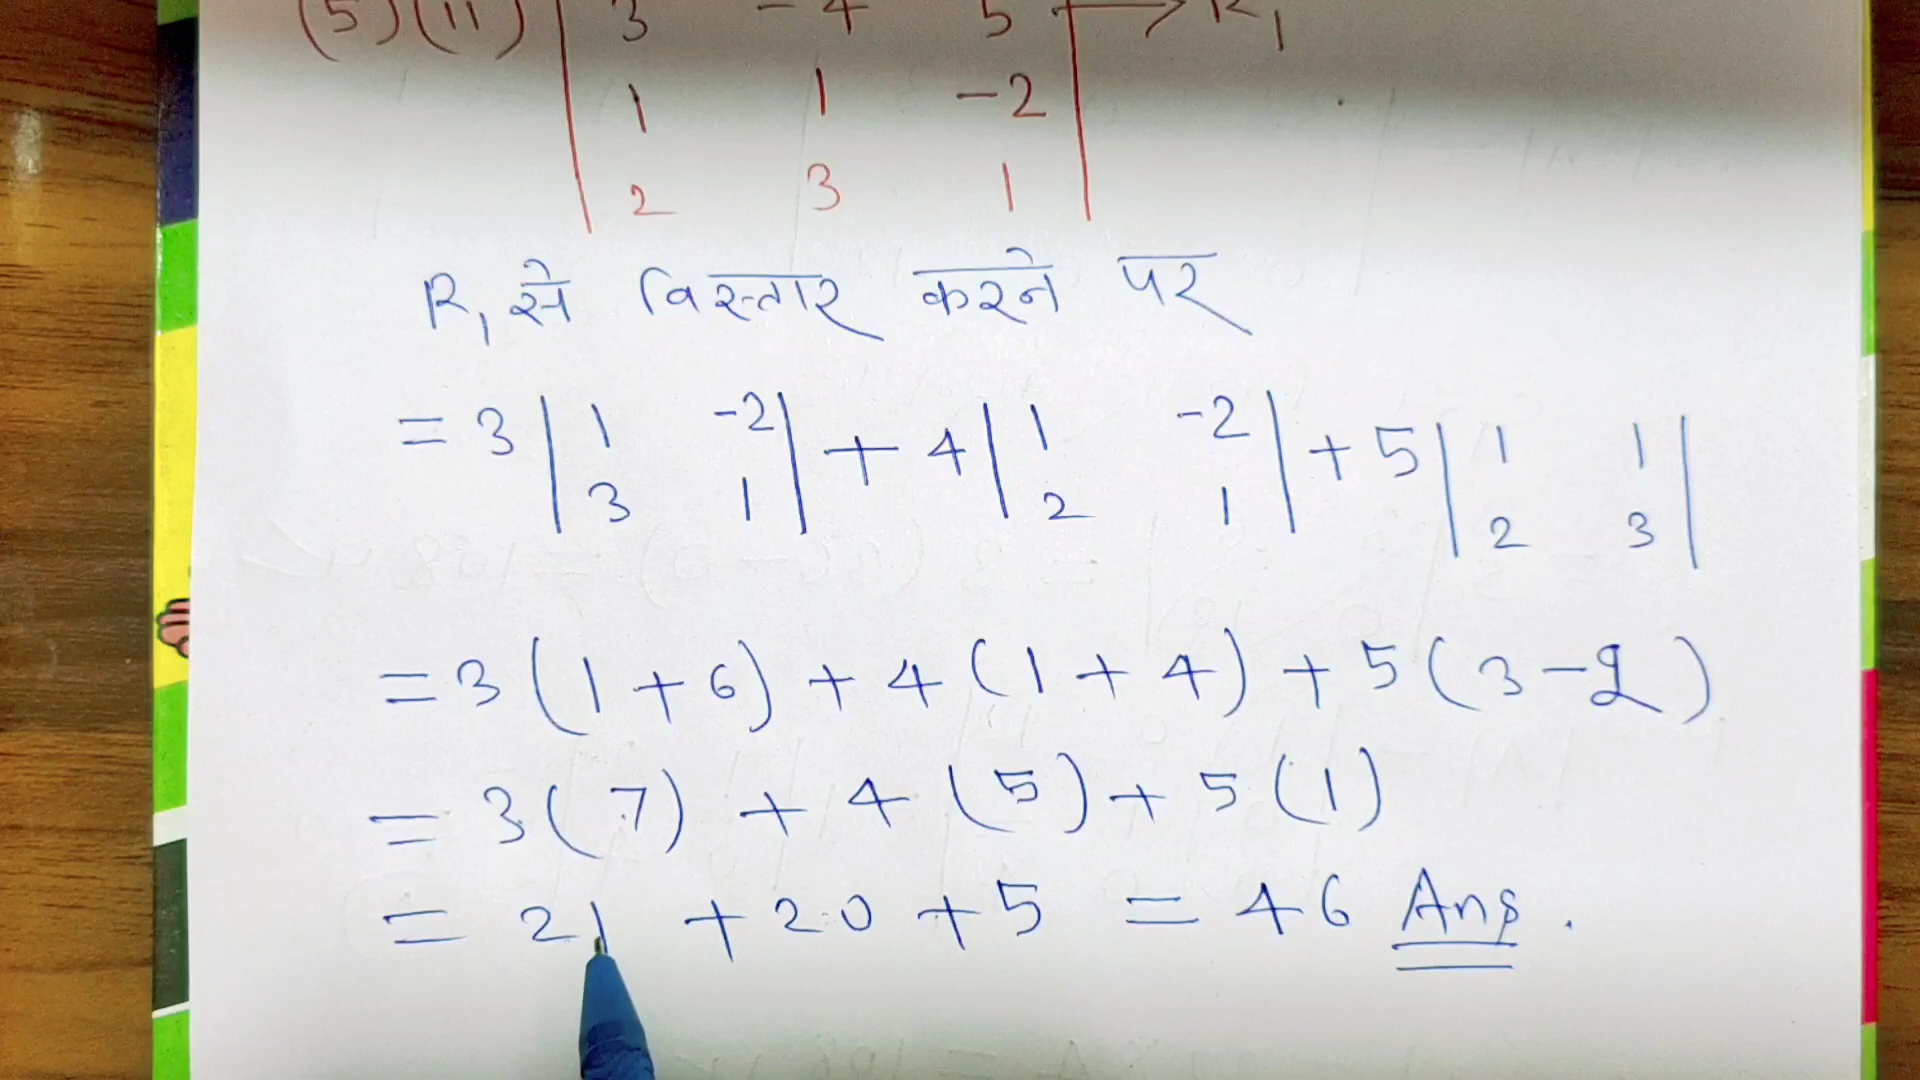 (5)(ii) | 3 -4 5 | → R₁
| 1 1 -2 |
| 2 3 1 |
R₁ से विस्तार करने पर
= 3 | 1 -2 | + 4 | 1 -2 | + 5 | 1 1 |
| 3 1 | | 2 1 | | 2 3 |
= 3 (1 + 6) + 4 (1 + 4) + 5 (3 - 2)
= 3 (7) + 4 (5) + 5 (1)
= 21 + 20 + 5 = 46 Ans.